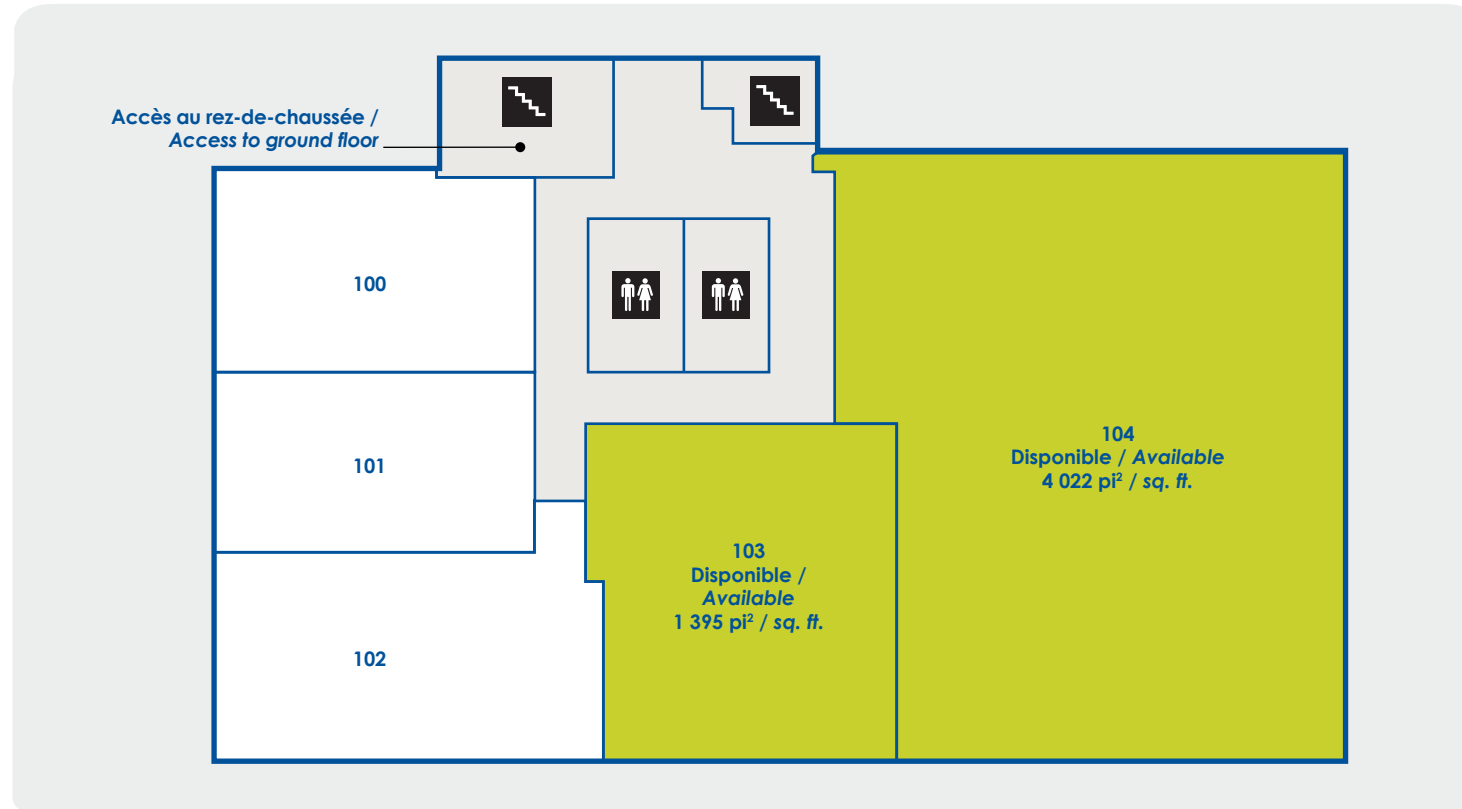 Accès au rez-de-chaussée /
Access to ground floor
100
101
102
103
Disponible /
Available
1 395 pi² / sq. ft.
104
Disponible / Available
4 022 pi² / sq. ft.